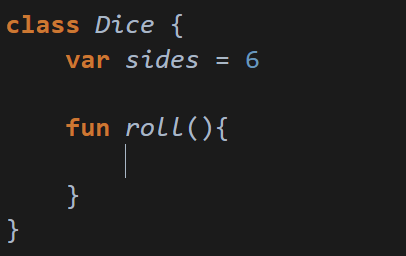 class Dice {
    var sides = 6
    fun roll(){
    }
}